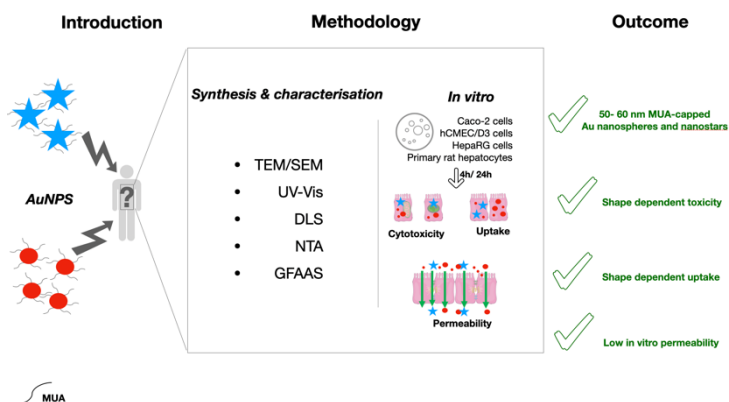 Introduction
Methodology
Outcome
AuNPS
?
Synthesis & characterisation
• TEM/SEM
• UV-Vis
• DLS
• NTA
• GFAAS
In vitro
Caco-2 cells
hCMEC/D3 cells
HepaRG cells
Primary rat hepatocytes
4h/ 24h
Cytotoxicity
Uptake
Permeability
50- 60 nm MUA-capped
Au nanospheres and nanostars
Shape dependent toxicity
Shape dependent uptake
Low in vitro permeability
MUA